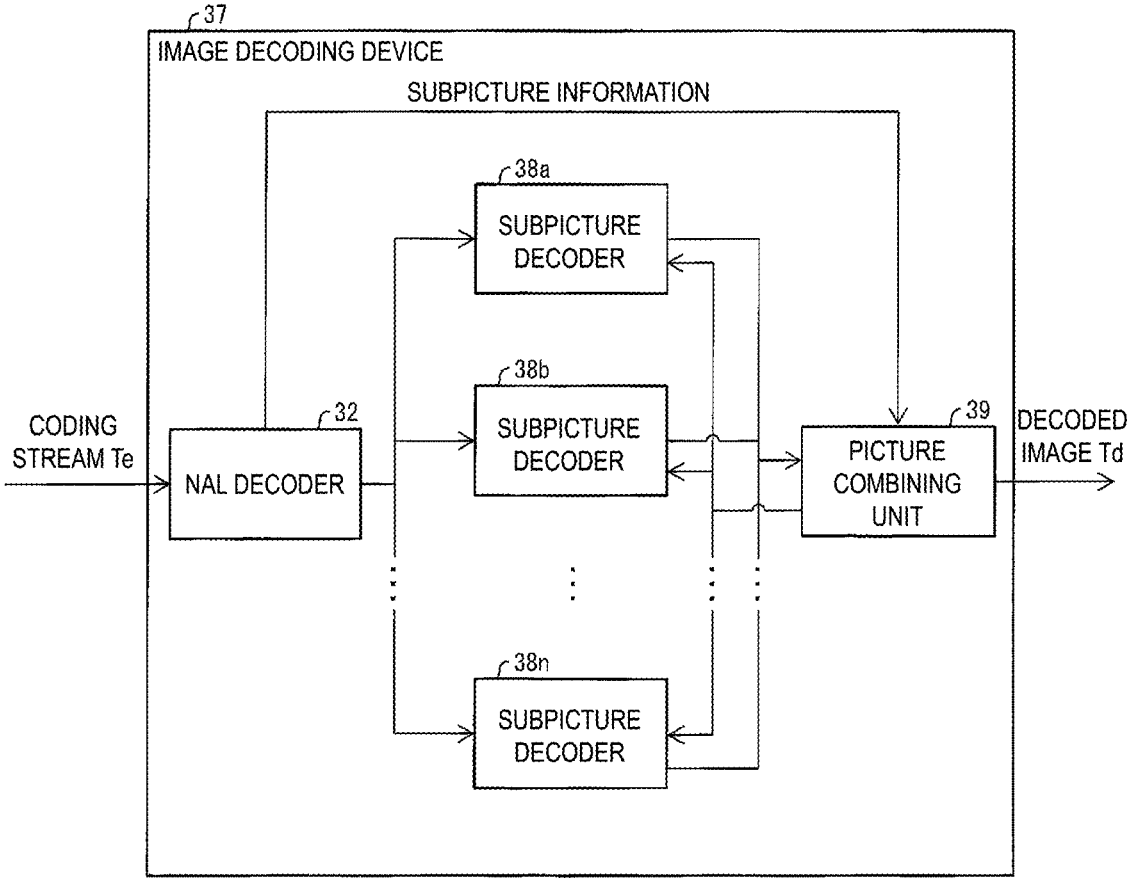 37
IMAGE DECODING DEVICE
SUBPICTURE INFORMATION
38a
SUBPICTURE
DECODER
38b
SUBPICTURE
DECODER
CODING
STREAM Te
32
NAL DECODER
39
PICTURE
COMBINING
UNIT
DECODED
IMAGE Td
38n
SUBPICTURE
DECODER